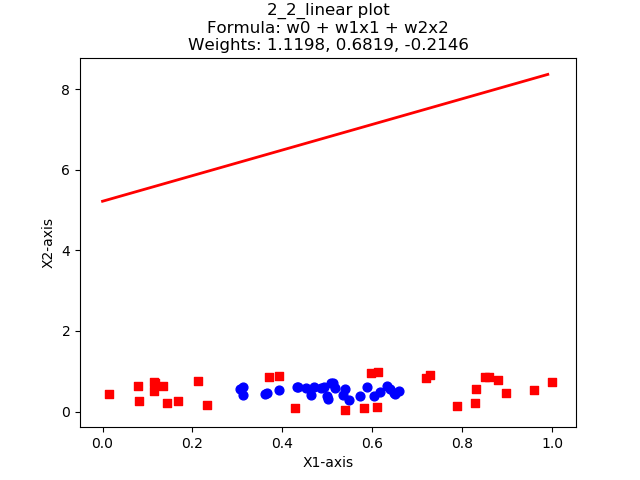 2_2_linear plot
Formula: w0 + w1x1 + w2x2
Weights: 1.1198, 0.6819, -0.2146
8
6
4
2
0
X2-axis
0.0 0.2 0.4 0.6 0.8 1.0
X1-axis